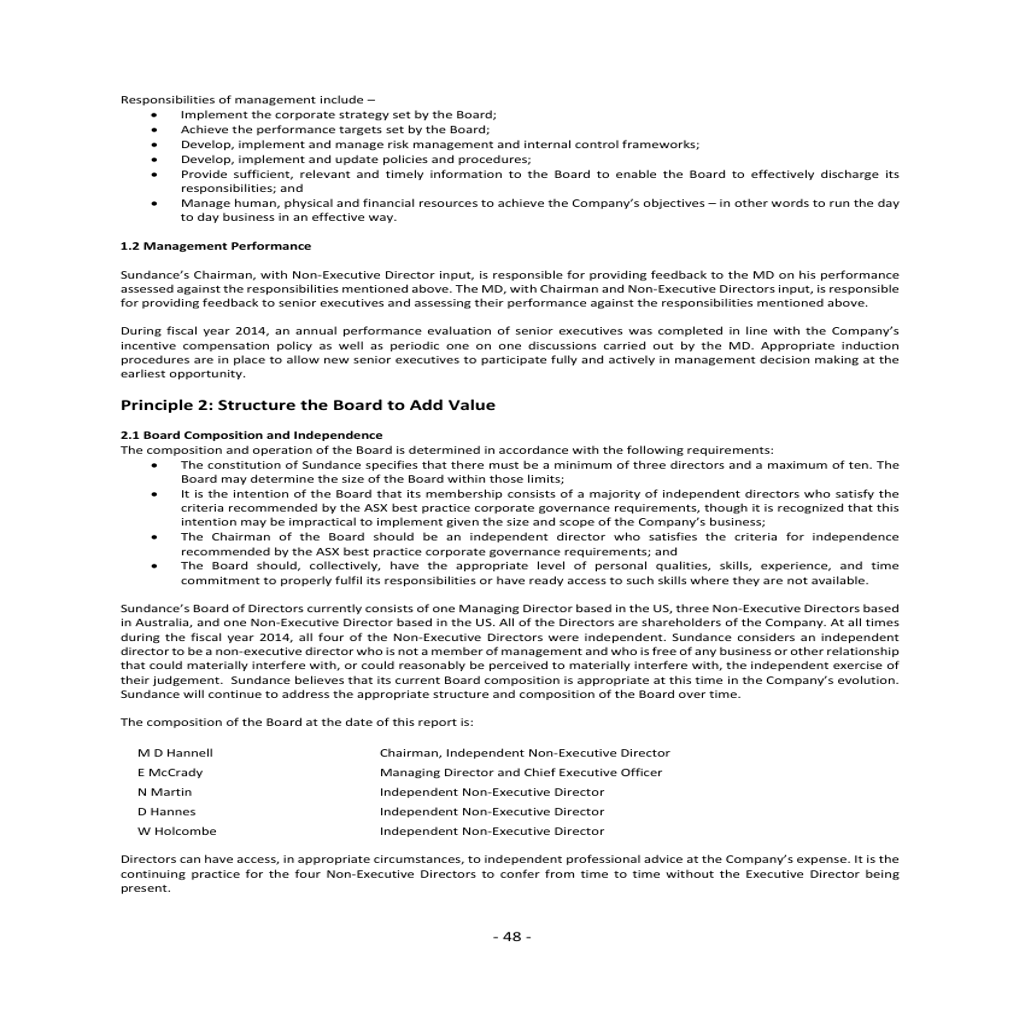 Responsibilities of management include –
• Implement the corporate strategy set by the Board;
• Achieve the performance targets set by the Board;
• Develop, implement and manage risk management and internal control frameworks;
• Develop, implement and update policies and procedures;
• Provide sufficient, relevant and timely information to the Board to enable the Board to effectively discharge its
responsibilities; and
• Manage human, physical and financial resources to achieve the Company's objectives – in other words to run the day
to day business in an effective way.
1.2 Management Performance
Sundance's Chairman, with Non-Executive Director input, is responsible for providing feedback to the MD on his performance
assessed against the responsibilities mentioned above. The MD, with Chairman and Non-Executive Directors input, is responsible
for providing feedback to senior executives and assessing their performance against the responsibilities mentioned above.
During fiscal year 2014, an annual performance evaluation of senior executives was completed in line with the Company's
incentive compensation policy as well as periodic one on one discussions carried out by the MD. Appropriate induction
procedures are in place to allow new senior executives to participate fully and actively in management decision making at the
earliest opportunity.
Principle 2: Structure the Board to Add Value
2.1 Board Composition and Independence
The composition and operation of the Board is determined in accordance with the following requirements:
• The constitution of Sundance specifies that there must be a minimum of three directors and a maximum of ten. The
Board may determine the size of the Board within those limits;
• It is the intention of the Board that its membership consists of a majority of independent directors who satisfy the
criteria recommended by the ASX best practice corporate governance requirements, though it is recognized that this
intention may be impractical to implement given the size and scope of the Company's business;
• The Chairman of the Board should be an independent director who satisfies the criteria for independence
recommended by the ASX best practice corporate governance requirements; and
• The Board should, collectively, have the appropriate level of personal qualities, skills, experience, and time
commitment to properly fulfil its responsibilities or have ready access to such skills where they are not available.
Sundance's Board of Directors currently consists of one Managing Director based in the US, three Non-Executive Directors based
in Australia, and one Non-Executive Director based in the US. All of the Directors are shareholders of the Company. At all times
during the fiscal year 2014, all four of the Non-Executive Directors were independent. Sundance considers an independent
director to be a non-executive director who is not a member of management and who is free of any business or other relationship
that could materially interfere with, or could reasonably be perceived to materially interfere with, the independent exercise of
their judgement. Sundance believes that its current Board composition is appropriate at this time in the Company's evolution.
Sundance will continue to address the appropriate structure and composition of the Board over time.
The composition of the Board at the date of this report is:
M D Hannell Chairman, Independent Non-Executive Director
E McCrady Managing Director and Chief Executive Officer
N Martin Independent Non-Executive Director
D Hannes Independent Non-Executive Director
W Holcombe Independent Non-Executive Director
Directors can have access, in appropriate circumstances, to independent professional advice at the Company's expense. It is the
continuing practice for the four Non-Executive Directors to confer from time to time without the Executive Director being
present.
- 48 -